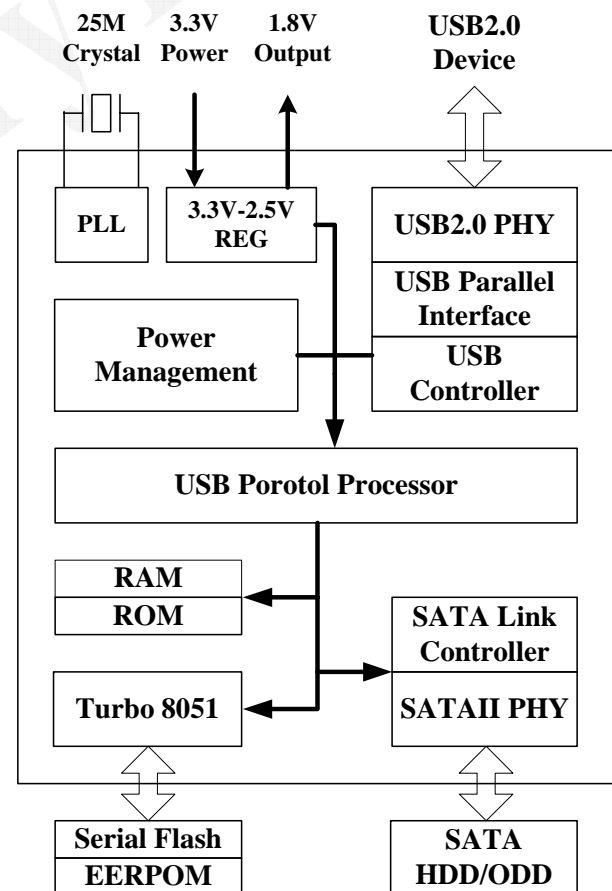 25M
Crystal
3.3V
Power
1.8V
Output
USB2.0
Device
PLL
3.3V-2.5V
REG
USB2.0 PHY
USB Parallel
Interface
USB
Controller
Power
Management
USB Porotol Processor
RAM
ROM
SATA Link
Controller
Turbo 8051
SATAII PHY
Serial Flash
EERPOM
SATA
HDD/ODD